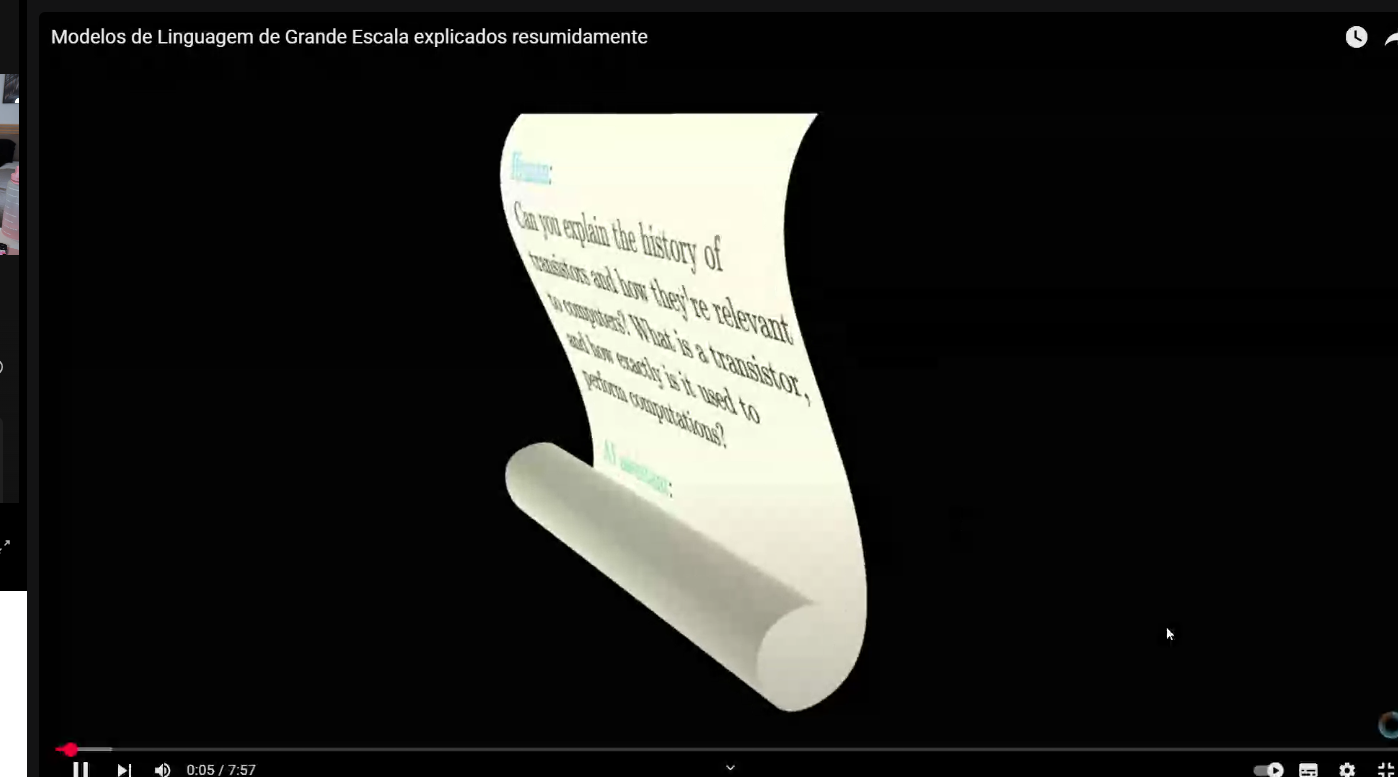 Modelos de Linguagem de Grande Escala explicados resumidamente
Human:
Can you explain the history of
transistors and how they're relevant
to computers? What is a transistor,
and how exactly is it used to
perform computations?
AI assistant:
0:05 / 7:57